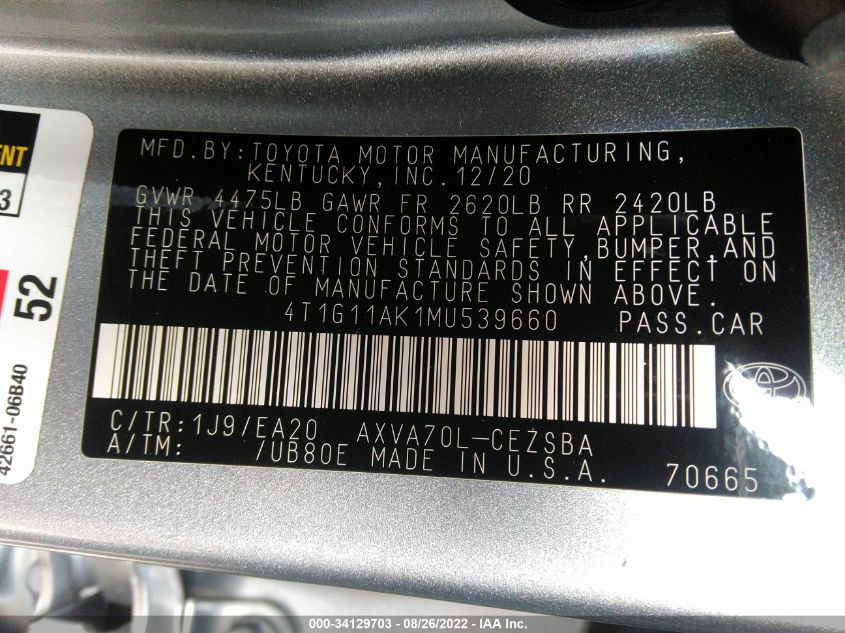 MFD.BY:TOYOTA MOTOR MANUFACTURING,
KENTUCKY,INC.12/20
GVWR 4475LB GAWR FR 2620LB RR 2420LB
THIS VEHICLE CONFORMS TO ALL APPLICABLE
FEDERAL MOTOR VEHICLE SAFETY,BUMPER,AND
THEFT PREVENTION STANDARDS IN EFFECT ON
THE DATE OF MANUFACTURE SHOWN ABOVE.
4T1G11AK1MU539660 PASS.CAR
C/TR:1J9/EA20 AXVA70L-CEZSBA
A/TM: /UB80E MADE IN U.S.A. 70665
3
52
42661-06B40
000-34129703 - 08/26/2022 - IAA Inc.